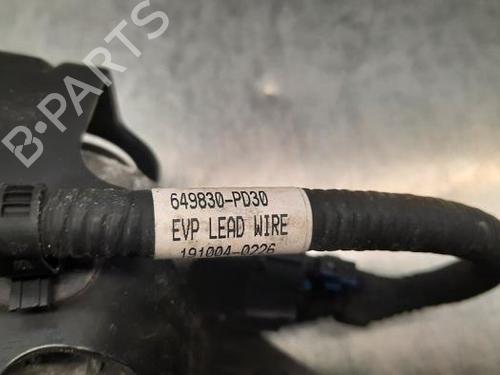 B-PARTS
649830-PD30
EVP LEAD WIRE
191004-0226